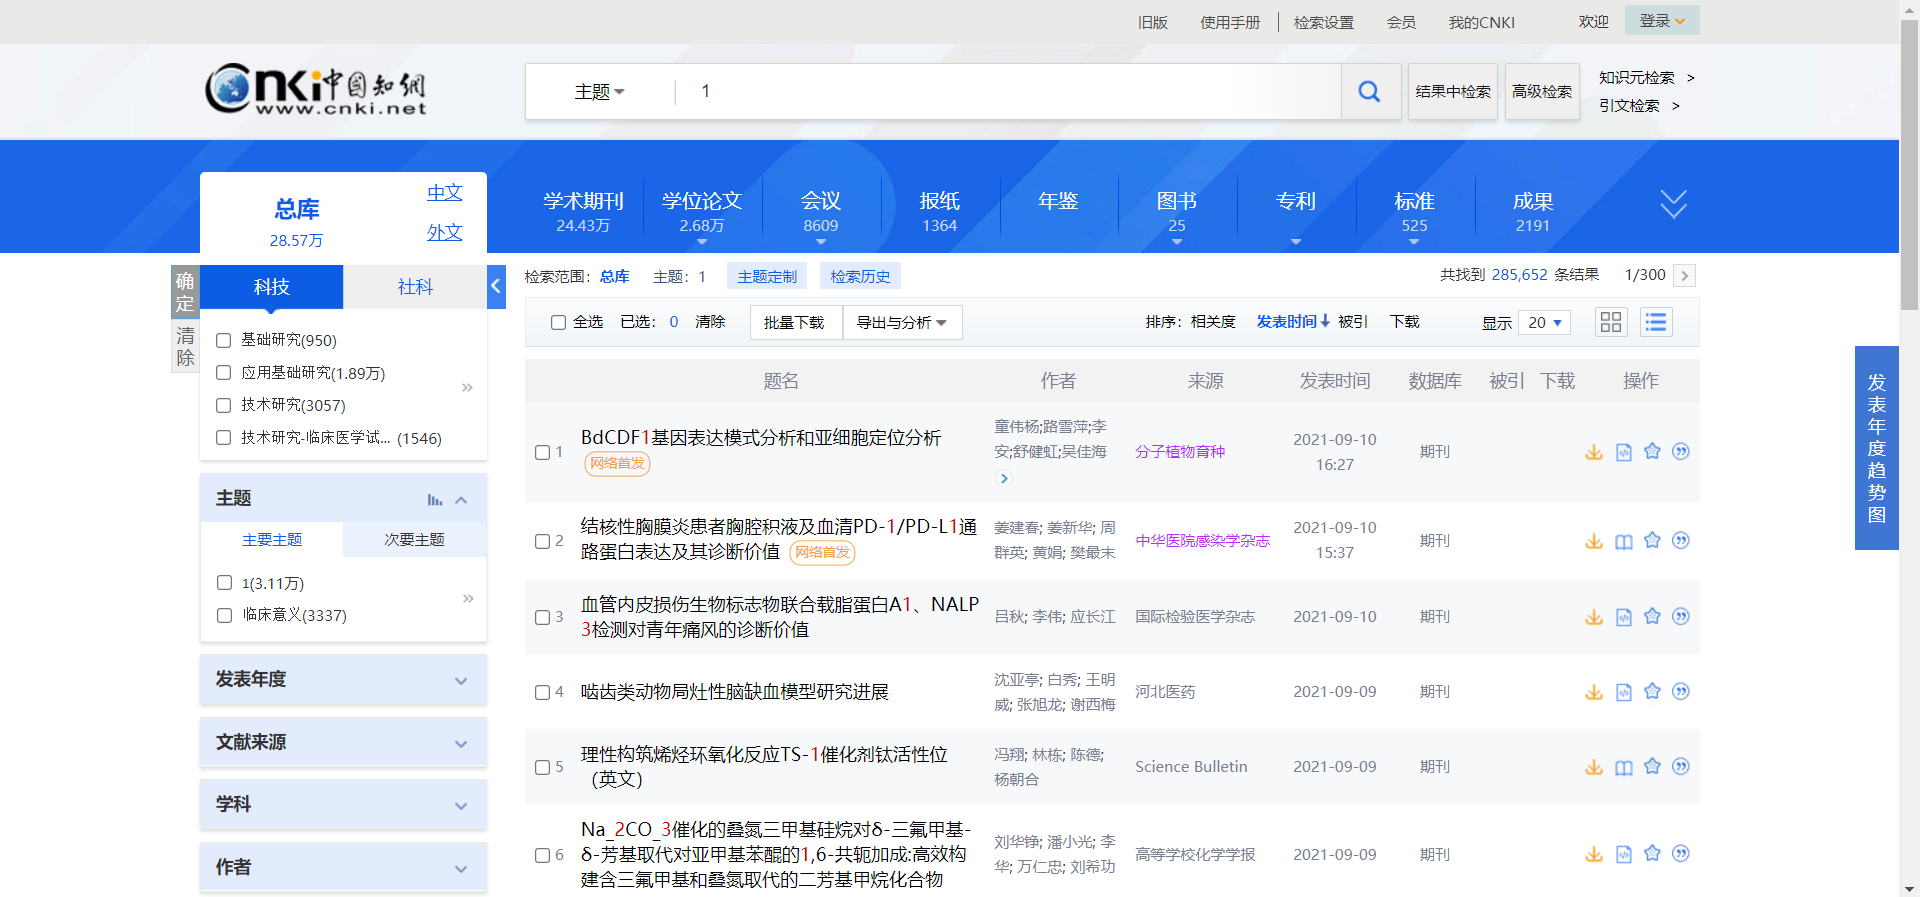 旧版 使用手册 检索设置 会员 我的CNKI 欢迎 登录
Cnki中国知網
www.cnki.net
主题 1 结果中检索 高级检索
知识元检索 >
引文检索 >
总库
28.57万
中文
外文
学术期刊 学位论文 会议 报纸 年鉴 图书 专利 标准 成果
24.43万 2.68万 8609 1364 25 525 2191
确定
清除
科技 社科
基础研究(950)
应用基础研究(1.89万)
技术研究(3057)
技术研究-临床医学试... (1546)
»
主题
主要主题 次要主题
1(3.11万)
临床意义(3337)
»
发表年度
文献来源
学科
作者
检索范围：总库 主题：1 主题定制 检索历史 共找到 285,652 条结果 1/300 >
全选 已选：0 清除 批量下载 导出与分析 排序：相关度 发表时间↓ 被引 下载 显示 20
题名 作者 来源 发表时间 数据库 被引 下载 操作
1 BdCDF1基因表达模式分析和亚细胞定位分析
网络首发
童伟杨;路雪萍;李
安;舒健虹;吴佳海
分子植物育种
2021-09-10
16:27
期刊
2 结核性胸膜炎患者胸腔积液及血清PD-1/PD-L1通
路蛋白表达及其诊断价值 网络首发
姜建春; 姜新华; 周
群英; 黄娟; 樊最末
中华医院感染学杂志
2021-09-10
15:37
期刊
3 血管内皮损伤生物标志物联合载脂蛋白A1、NALP
3检测对青年痛风的诊断价值
吕秋; 李伟; 应长江
国际检验医学杂志
2021-09-10
期刊
4 啮齿类动物局灶性脑缺血模型研究进展
沈亚亭; 白秀; 王明
威; 张旭龙; 谢西梅
河北医药
2021-09-09
期刊
5 理性构筑烯烃环氧化反应TS-1催化剂钛活性位
（英文）
冯翔; 林栋; 陈德;
杨朝合
Science Bulletin
2021-09-09
期刊
6 Na_2CO_3催化的叠氮三甲基硅烷对δ-三氟甲基-
δ-芳基取代对亚甲基苯醌的1,6-共轭加成:高效构
建含三氟甲基和叠氮取代的二芳基甲烷化合物
刘华铮; 潘小光; 李
华; 万仁忠; 刘希功
高等学校化学学报
2021-09-09
期刊
发表年度趋势图